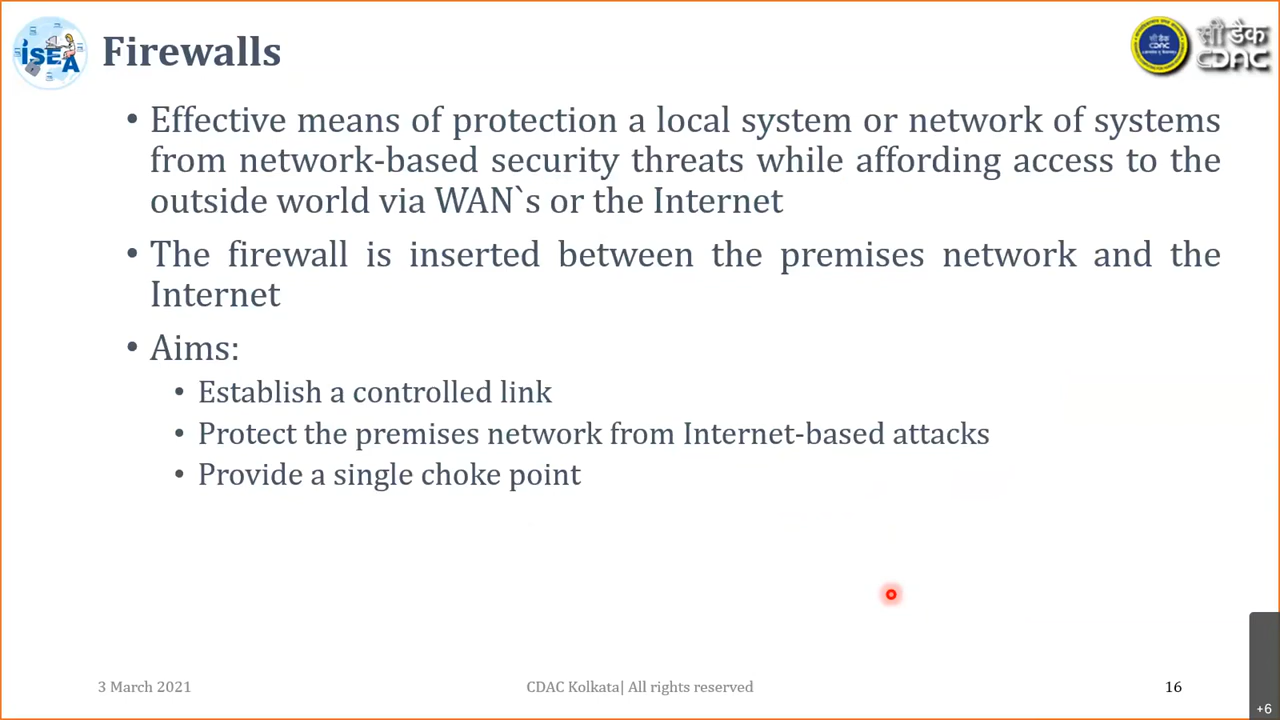 ISEA
Firewalls
CDAC
सी डैक
CDAC
• Effective means of protection a local system or network of systems
from network-based security threats while affording access to the
outside world via WAN`s or the Internet
• The firewall is inserted between the premises network and the
Internet
• Aims:
• Establish a controlled link
• Protect the premises network from Internet-based attacks
• Provide a single choke point
3 March 2021
CDAC Kolkata| All rights reserved
16
+6